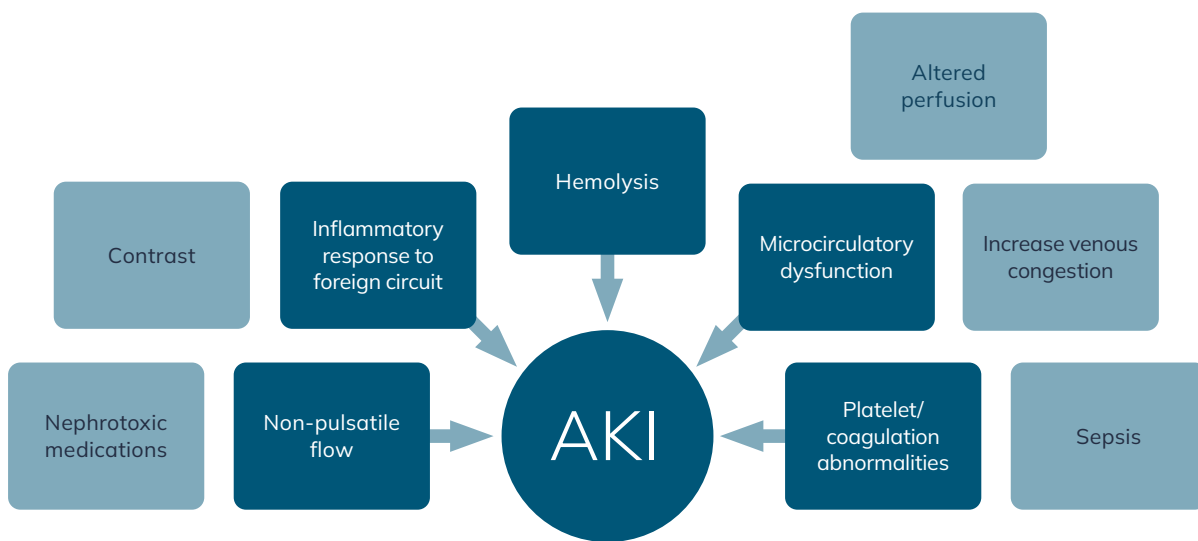 Altered
perfusion
Hemolysis
Contrast
Inflammatory
response to
foreign circuit
Microcirculatory
dysfunction
Increase venous
congestion
Nephrotoxic
medications
Non-pulsatile
flow
AKI
Platelet/
coagulation
abnormalities
Sepsis